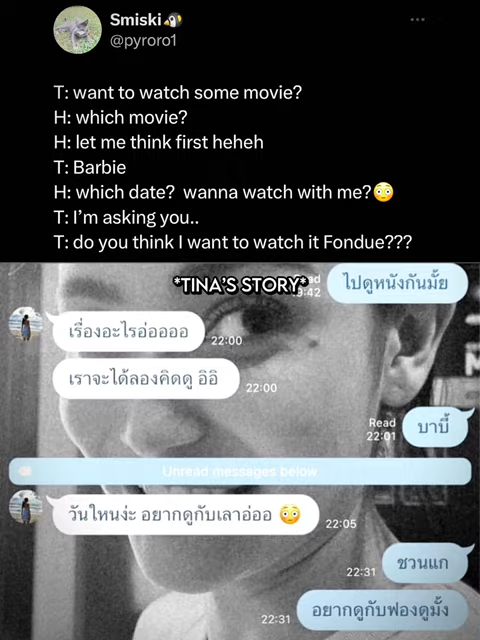 Smiski🐧
@pyroro1
T: want to watch some movie?
H: which movie?
H: let me think first heheh
T: Barbie
H: which date?  wanna watch with me?😳
T: I'm asking you..
T: do you think I want to watch it Fondue???
*TINA'S STORY*
ไปดูหนังกันมั้ย
เรื่องอะไรอ่ออออ
22:00
เราจะได้ลองคิดดู อิอิ
22:00
Read
22:01
บาบี้
Unread messages below
วันไหนง่ะ อยากดูกับเลาอ่ออ 😳
22:05
ชวนแก
22:31
อยากดูกับฟองดูมั้ง
22:31